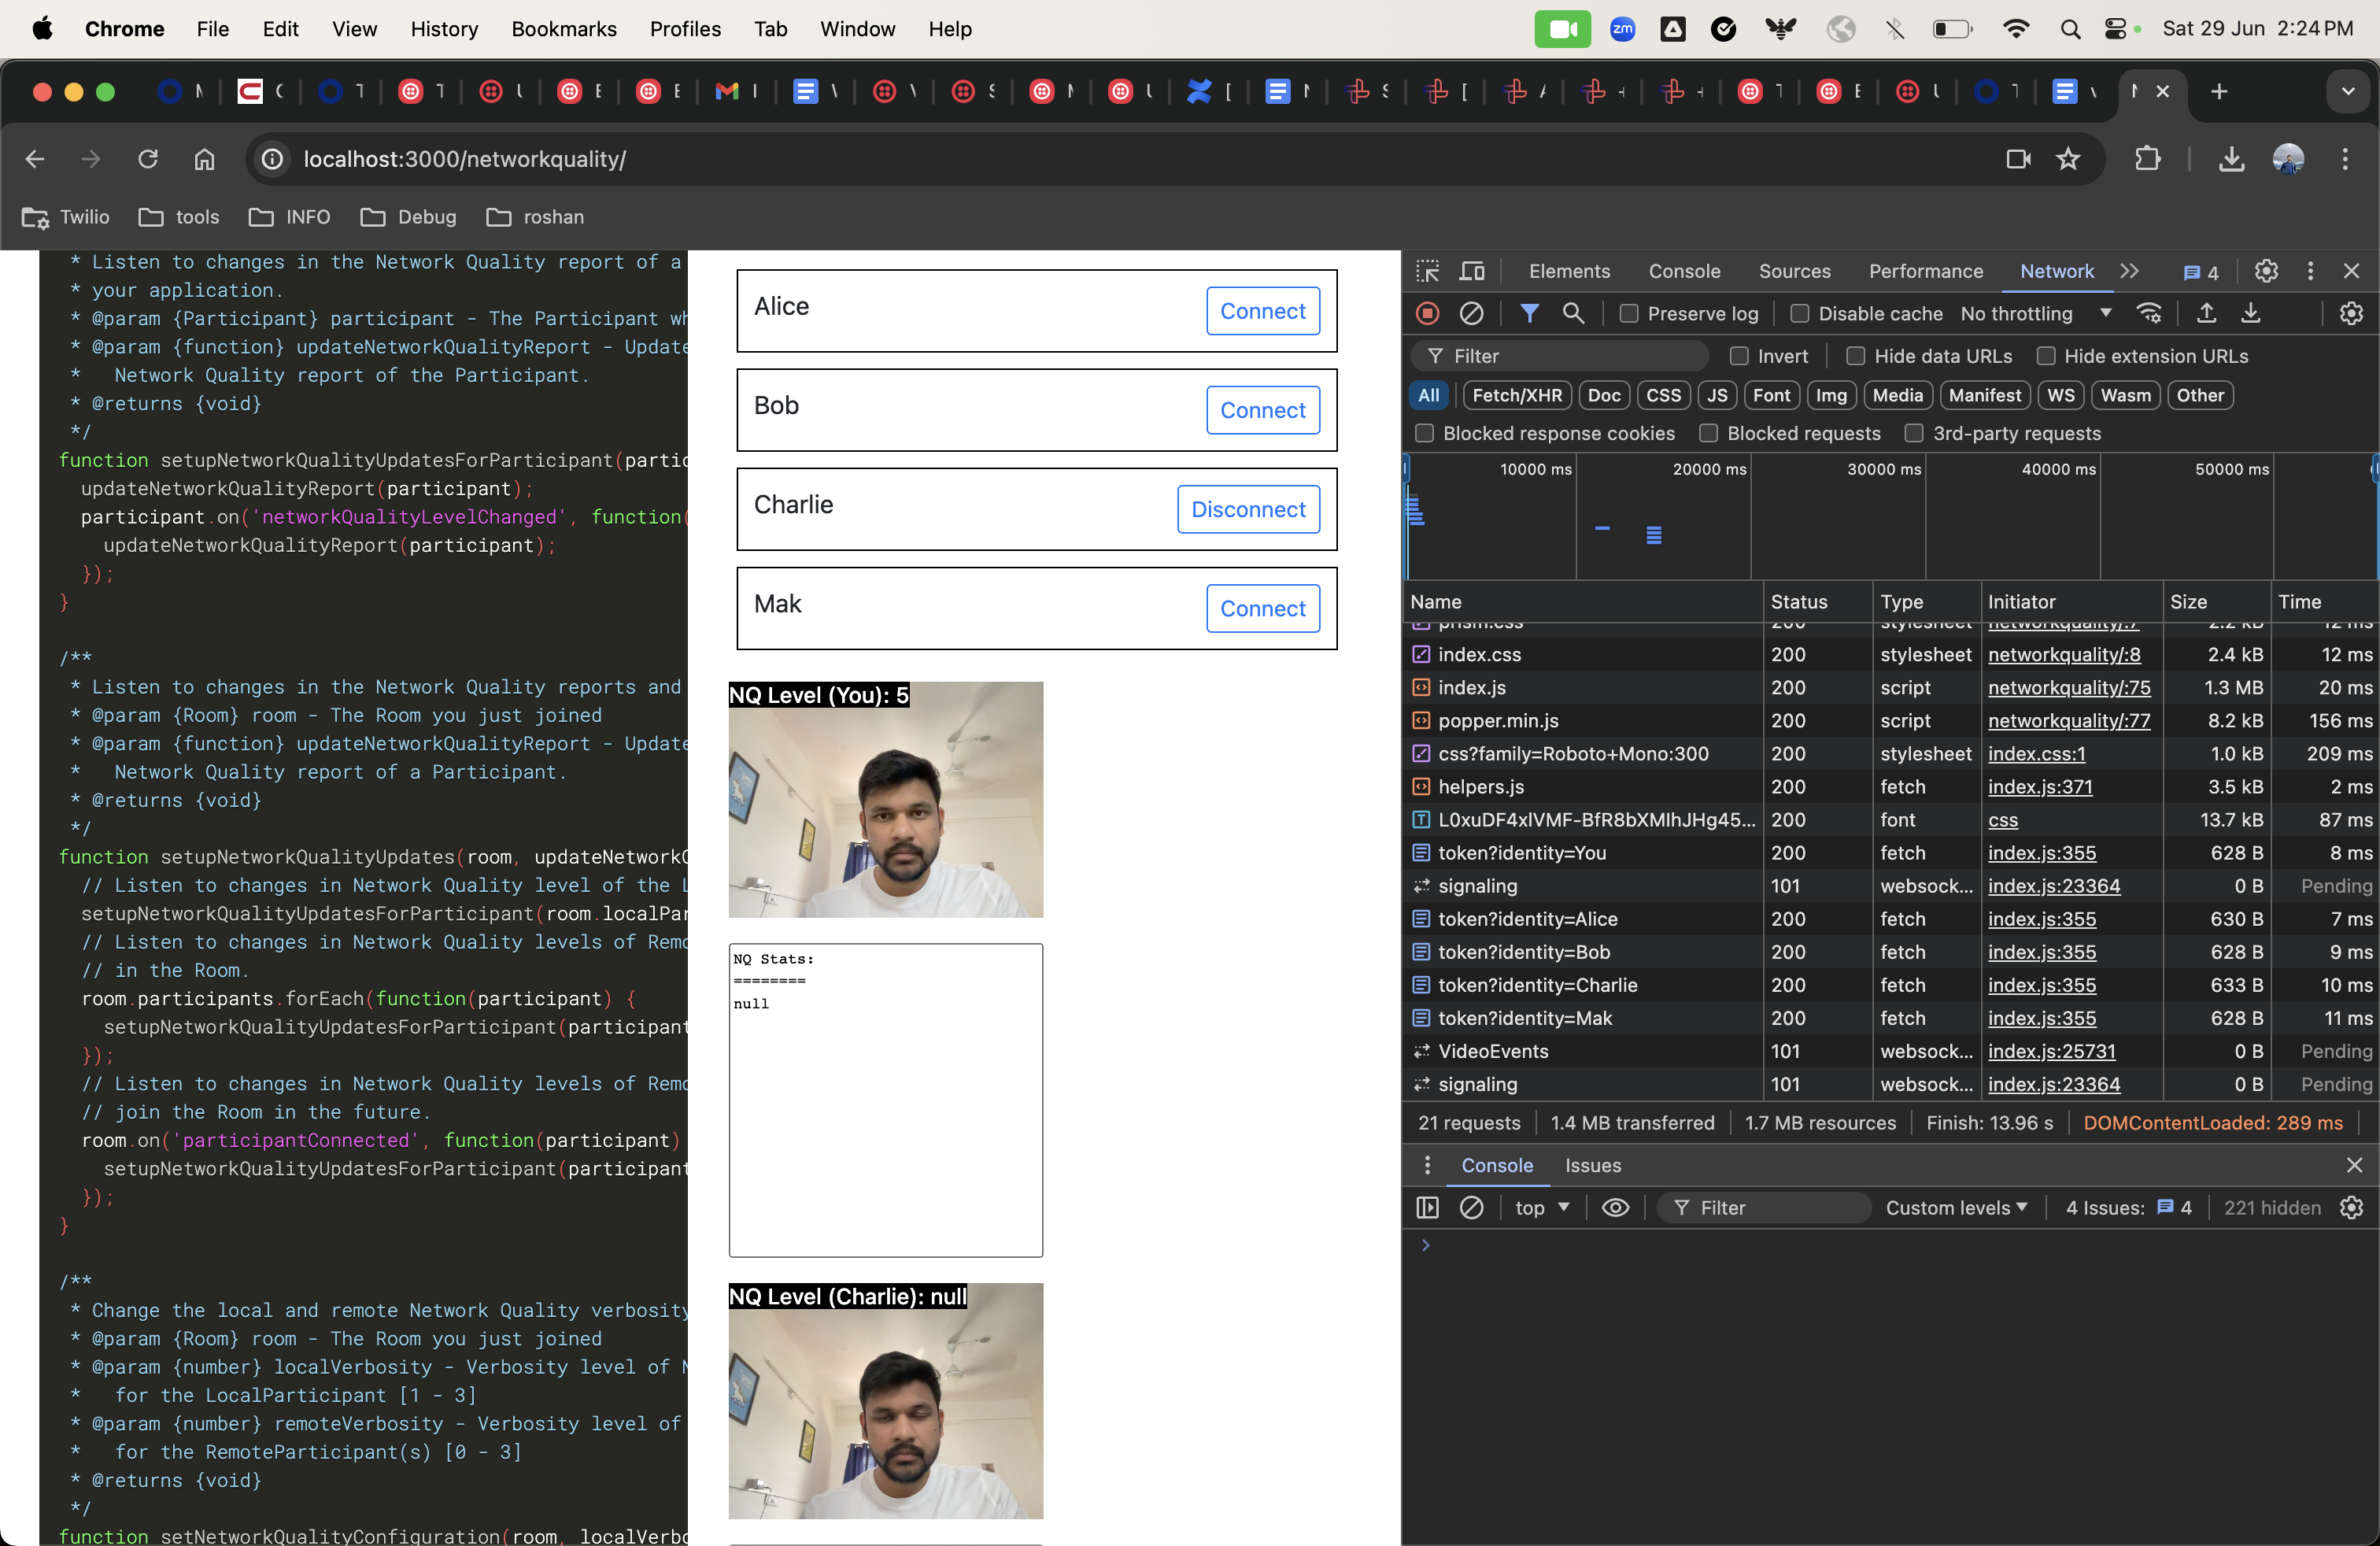 Chrome File Edit View History Bookmarks Profiles Tab Window Help zm Sat 29 Jun 2:24 PM
localhost:3000/networkquality/
Twilio tools INFO Debug roshan
* Listen to changes in the Network Quality report of a
* your application.
* @param {Participant} participant - The Participant wh
* @param {function} updateNetworkQualityReport - Update
* Network Quality report of the Participant.
* @returns {void}
*/
function setupNetworkQualityUpdatesForParticipant(partic
updateNetworkQualityReport(participant);
participant.on('networkQualityLevelChanged', function(
updateNetworkQualityReport(participant);
});
}
/**
* Listen to changes in the Network Quality reports and
* @param {Room} room - The Room you just joined
* @param {function} updateNetworkQualityReport - Update
* Network Quality report of a Participant.
* @returns {void}
*/
function setupNetworkQualityUpdates(room, updateNetworkQ
// Listen to changes in Network Quality level of the L
setupNetworkQualityUpdatesForParticipant(room.localPar
// Listen to changes in Network Quality levels of Remo
// in the Room.
room.participants.forEach(function(participant) {
setupNetworkQualityUpdatesForParticipant(participant
});
// Listen to changes in Network Quality levels of Remo
// join the Room in the future.
room.on('participantConnected', function(participant)
setupNetworkQualityUpdatesForParticipant(participant
});
}
/**
* Change the local and remote Network Quality verbosity
* @param {Room} room - The Room you just joined
* @param {number} localVerbosity - Verbosity level of N
* for the LocalParticipant [1 - 3]
* @param {number} remoteVerbosity - Verbosity level of
* for the RemoteParticipant(s) [0 - 3]
* @returns {void}
*/
function setNetworkQualityConfiguration(room, localVerbo
Alice Connect
Bob Connect
Charlie Disconnect
Mak Connect
NQ Level (You): 5
NQ Stats:
========
null
NQ Level (Charlie): null
Elements Console Sources Performance Network 4
Preserve log Disable cache No throttling
Filter Invert Hide data URLs Hide extension URLs
All Fetch/XHR Doc CSS JS Font Img Media Manifest WS Wasm Other
Blocked response cookies Blocked requests 3rd-party requests
10000 ms 20000 ms 30000 ms 40000 ms 50000 ms
Name Status Type Initiator Size Time
prism.css 200 stylesheet networkquality/:7 2.2 kB 12 ms
index.css 200 stylesheet networkquality/:8 2.4 kB 12 ms
index.js 200 script networkquality/:75 1.3 MB 20 ms
popper.min.js 200 script networkquality/:77 8.2 kB 156 ms
css?family=Roboto+Mono:300 200 stylesheet index.css:1 1.0 kB 209 ms
helpers.js 200 fetch index.js:371 3.5 kB 2 ms
L0xuDF4xlVMF-BfR8bXMIhJHg45... 200 font css 13.7 kB 87 ms
token?identity=You 200 fetch index.js:355 628 B 8 ms
signaling 101 websock... index.js:23364 0 B Pending
token?identity=Alice 200 fetch index.js:355 630 B 7 ms
token?identity=Bob 200 fetch index.js:355 628 B 9 ms
token?identity=Charlie 200 fetch index.js:355 633 B 10 ms
token?identity=Mak 200 fetch index.js:355 628 B 11 ms
VideoEvents 101 websock... index.js:25731 0 B Pending
signaling 101 websock... index.js:23364 0 B Pending
21 requests 1.4 MB transferred 1.7 MB resources Finish: 13.96 s DOMContentLoaded: 289 ms
Console Issues
top Filter Custom levels 4 Issues: 4 221 hidden